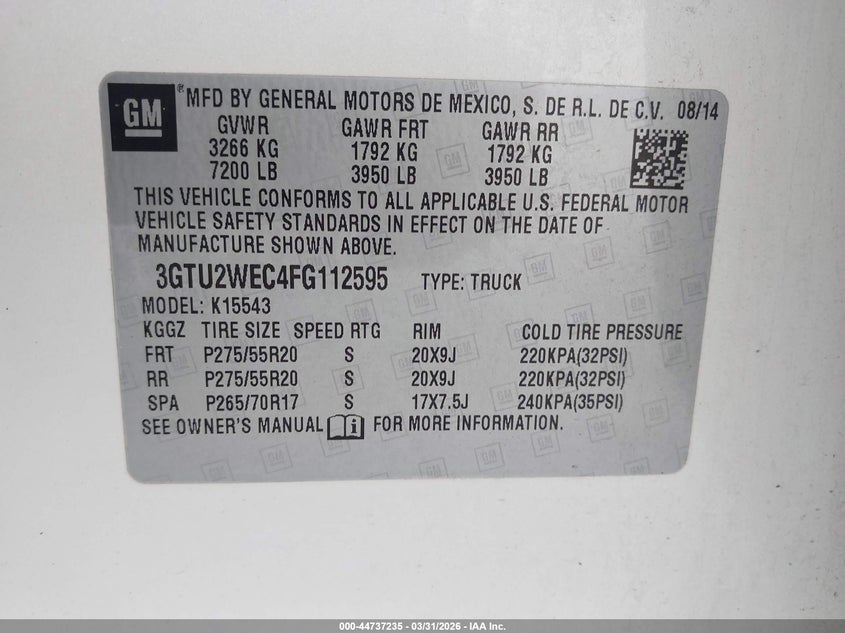 GM ® MFD BY GENERAL MOTORS DE MEXICO, S. DE R.L. DE C.V. 08/14
GVWR GAWR FRT GAWR RR
3266 KG 1792 KG 1792 KG
7200 LB 3950 LB 3950 LB
THIS VEHICLE CONFORMS TO ALL APPLICABLE U.S. FEDERAL MOTOR
VEHICLE SAFETY STANDARDS IN EFFECT ON THE DATE OF
MANUFACTURE SHOWN ABOVE.
3GTU2WEC4FG112595 TYPE: TRUCK
MODEL: K15543
KGGZ TIRE SIZE SPEED RTG RIM COLD TIRE PRESSURE
FRT P275/55R20 S 20X9J 220KPA(32PSI)
RR P275/55R20 S 20X9J 220KPA(32PSI)
SPA P265/70R17 S 17X7.5J 240KPA(35PSI)
SEE OWNER'S MANUAL i FOR MORE INFORMATION.
000-44737235 - 03/31/2026 - IAA Inc.